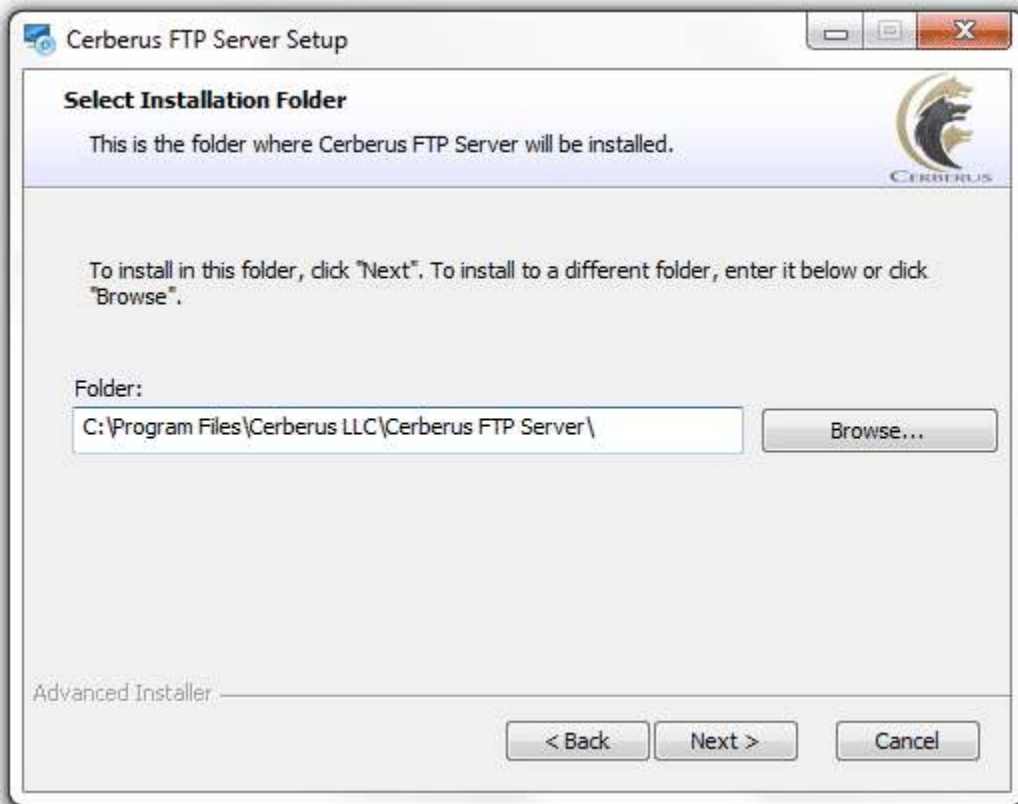 Cerberus FTP Server Setup
Select Installation Folder
This is the folder where Cerberus FTP Server will be installed.
CERBERUS
To install in this folder, click "Next". To install to a different folder, enter it below or click
"Browse".
Folder:
C:\Program Files\Cerberus LLC\Cerberus FTP Server\
Browse...
Advanced Installer
< Back
Next >
Cancel